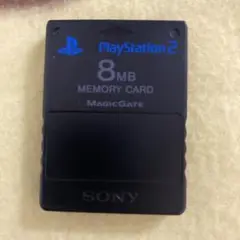 PlayStation 2
8MB
MEMORY CARD
MAGICGATE
SONY